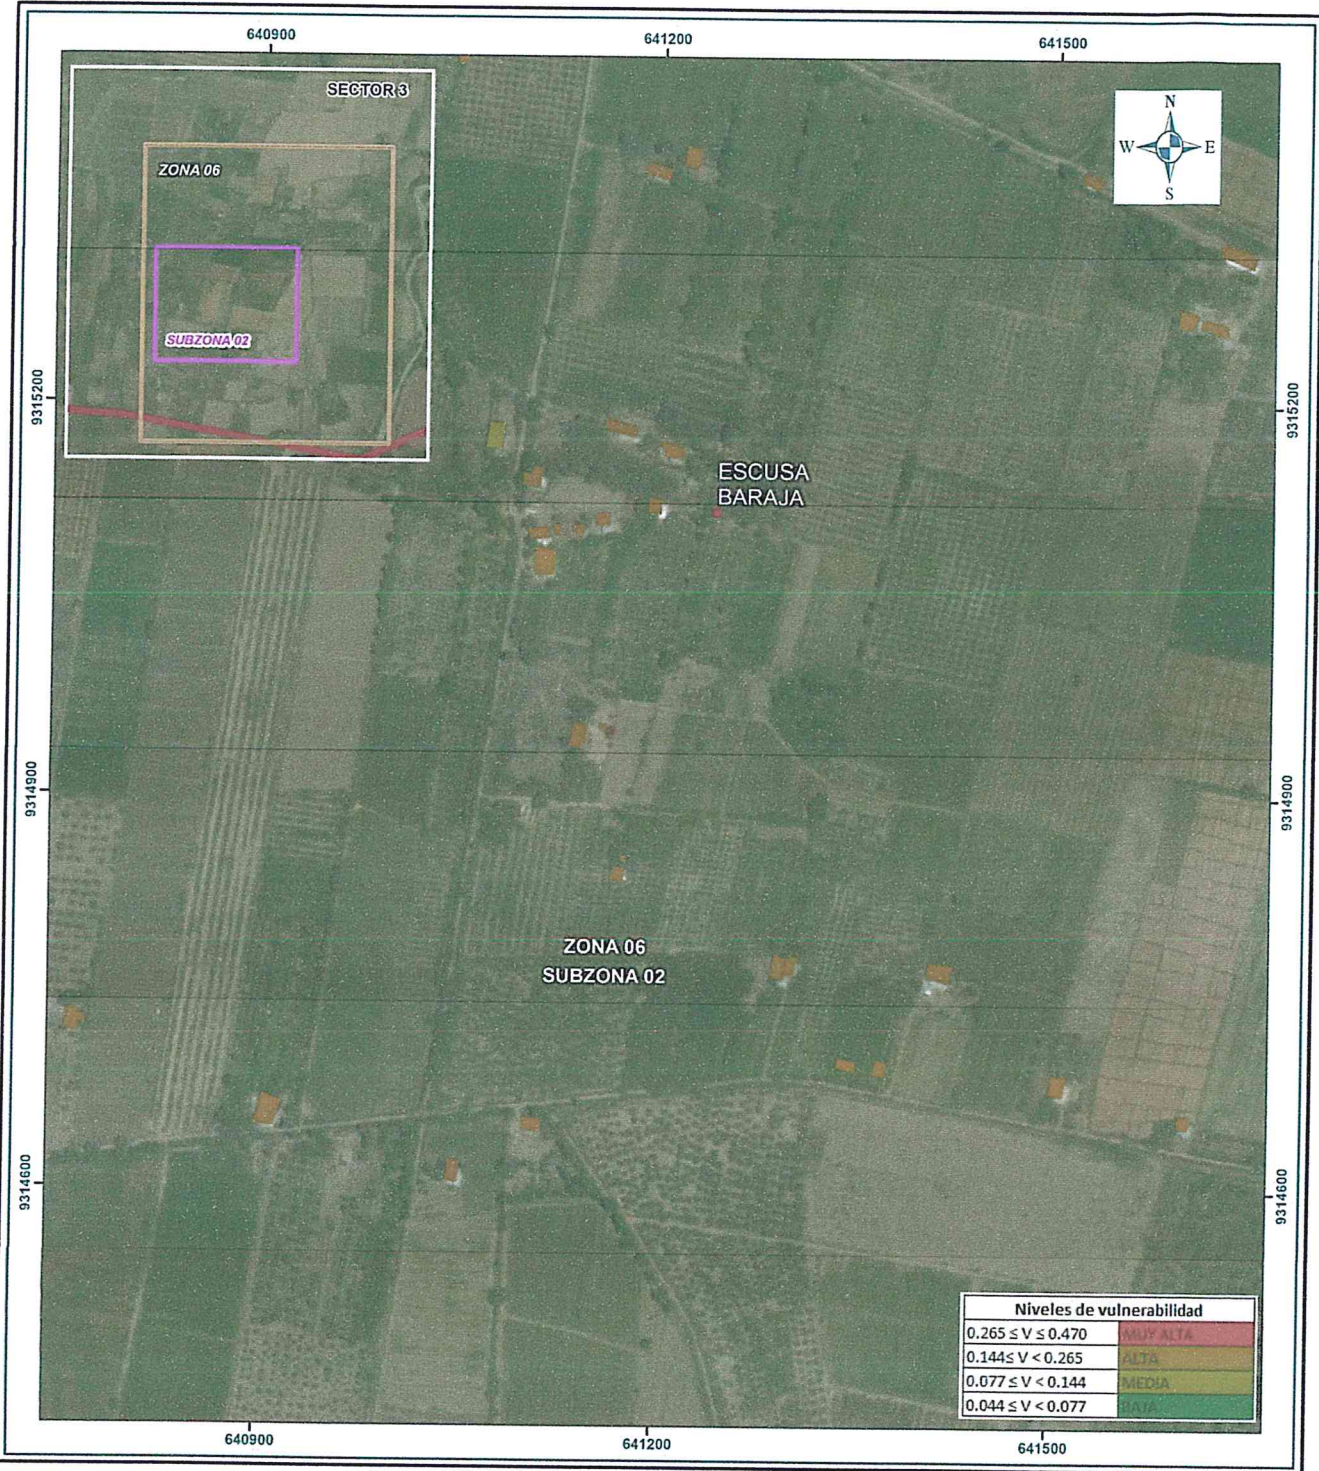 640900
641200
641500
SECTOR 3
ZONA 06
SUBZONA 02
N
W
E
S
9315200
9315200
ESCUSA
BARAJA
9314900
9314900
ZONA 06
SUBZONA 02
9314600
9314600
Niveles de vulnerabilidad
0.265 ≤ V ≤ 0.470 MUY ALTA
0.144≤ V < 0.265 ALTA
0.077 ≤ V < 0.144 MEDIA
0.044 ≤ V < 0.077 BAJA
640900
641200
641500